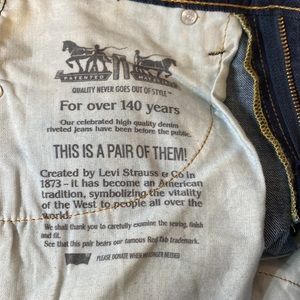 PATENTED
QUALITY NEVER GOES OUT OF STYLE
For over 140 years
Our celebrated high quality denim
riveted Jeans have been before the public.
THIS IS A PAIR OF THEM!
Created by Levi Strauss & Co in
1873 – it has become an American
tradition, symbolizing the vitality
of the West to people all over the
world.
We shall thank you to carefully examine the sewing, finish
and fit.
See that this pair bears our famous Red Tab trademark.
PLEASE DONATE WHEN NO LONGER NEEDED